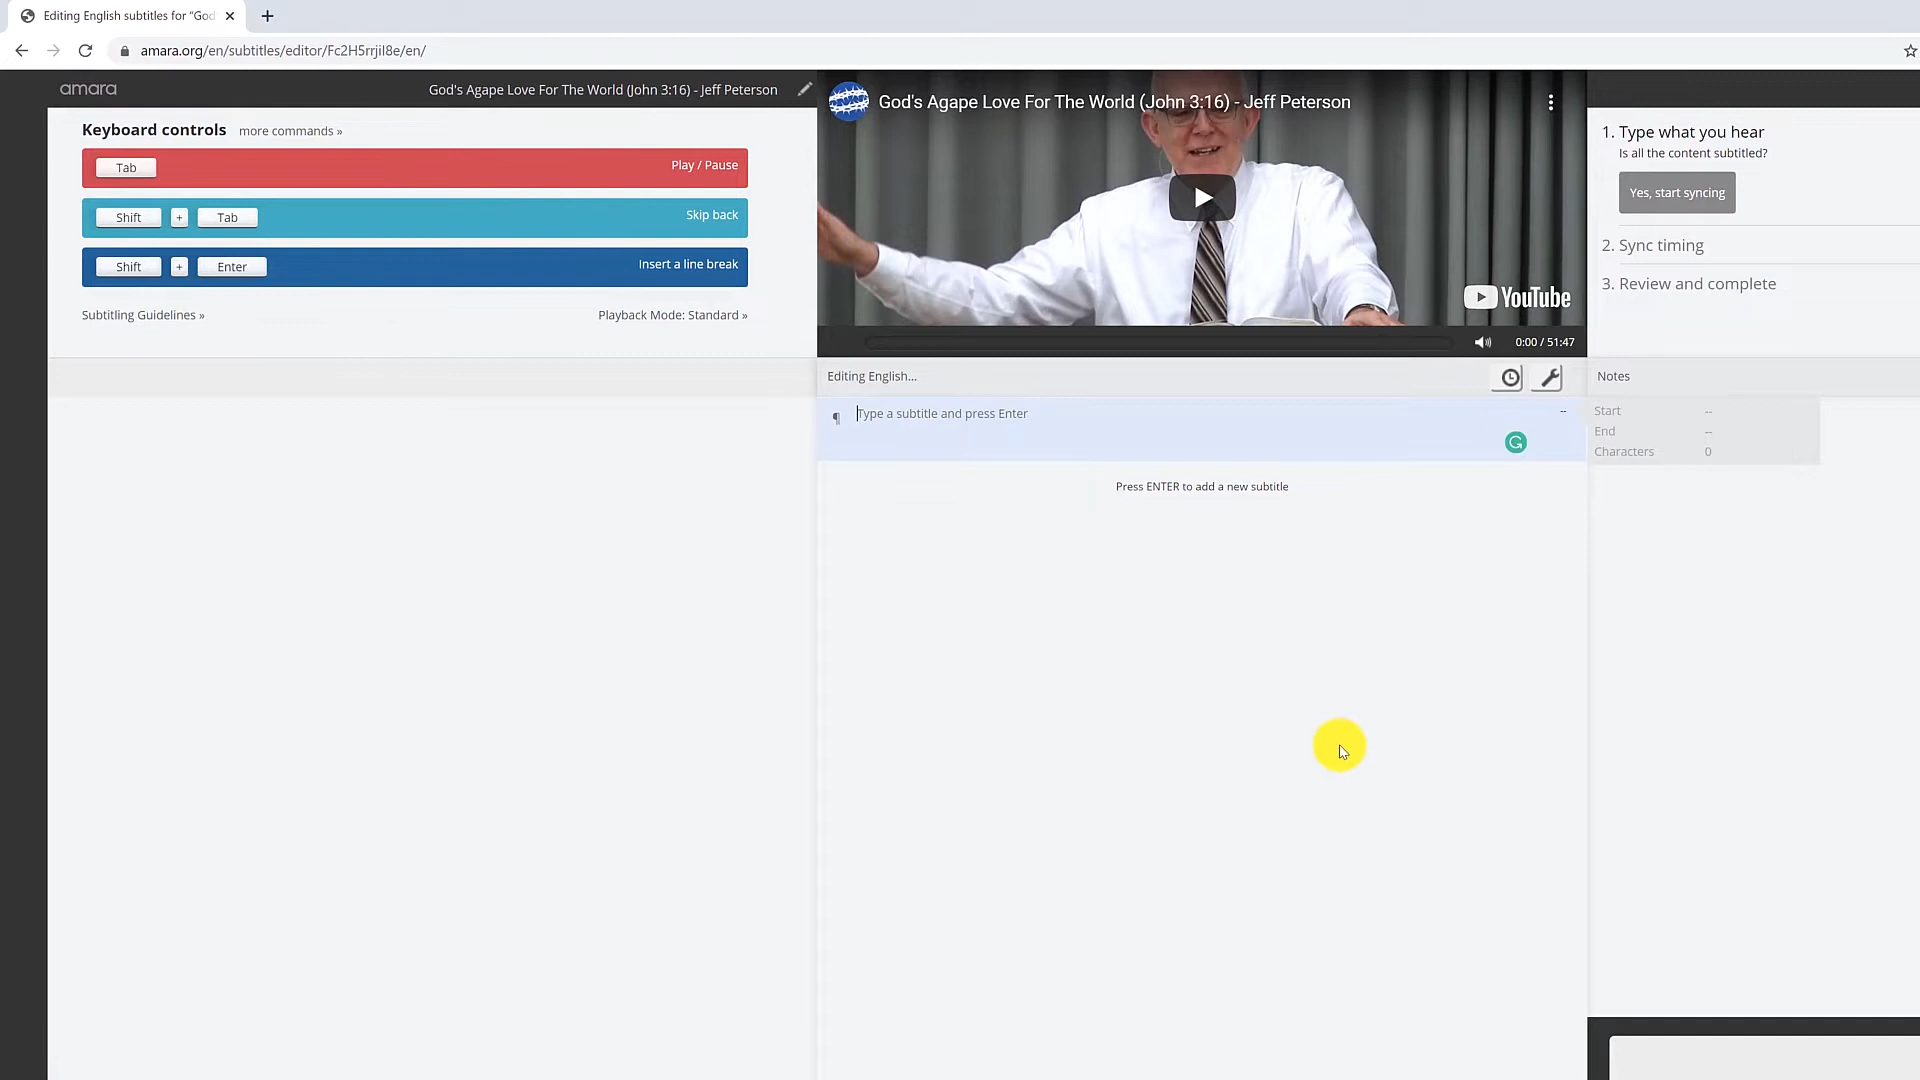 Editing English subtitles for "God
amara.org/en/subtitles/editor/Fc2H5rrjiI8e/en/
amara
God's Agape Love For The World (John 3:16) - Jeff Peterson
Keyboard controls more commands »
Tab Play / Pause
Shift + Tab Skip back
Shift + Enter Insert a line break
Subtitling Guidelines » Playback Mode: Standard »
God's Agape Love For The World (John 3:16) - Jeff Peterson
YouTube
0:00 / 51:47
1. Type what you hear
Is all the content subtitled?
Yes, start syncing
2. Sync timing
3. Review and complete
Editing English...
¶ Type a subtitle and press Enter --
Press ENTER to add a new subtitle
Notes
Start --
End --
Characters 0